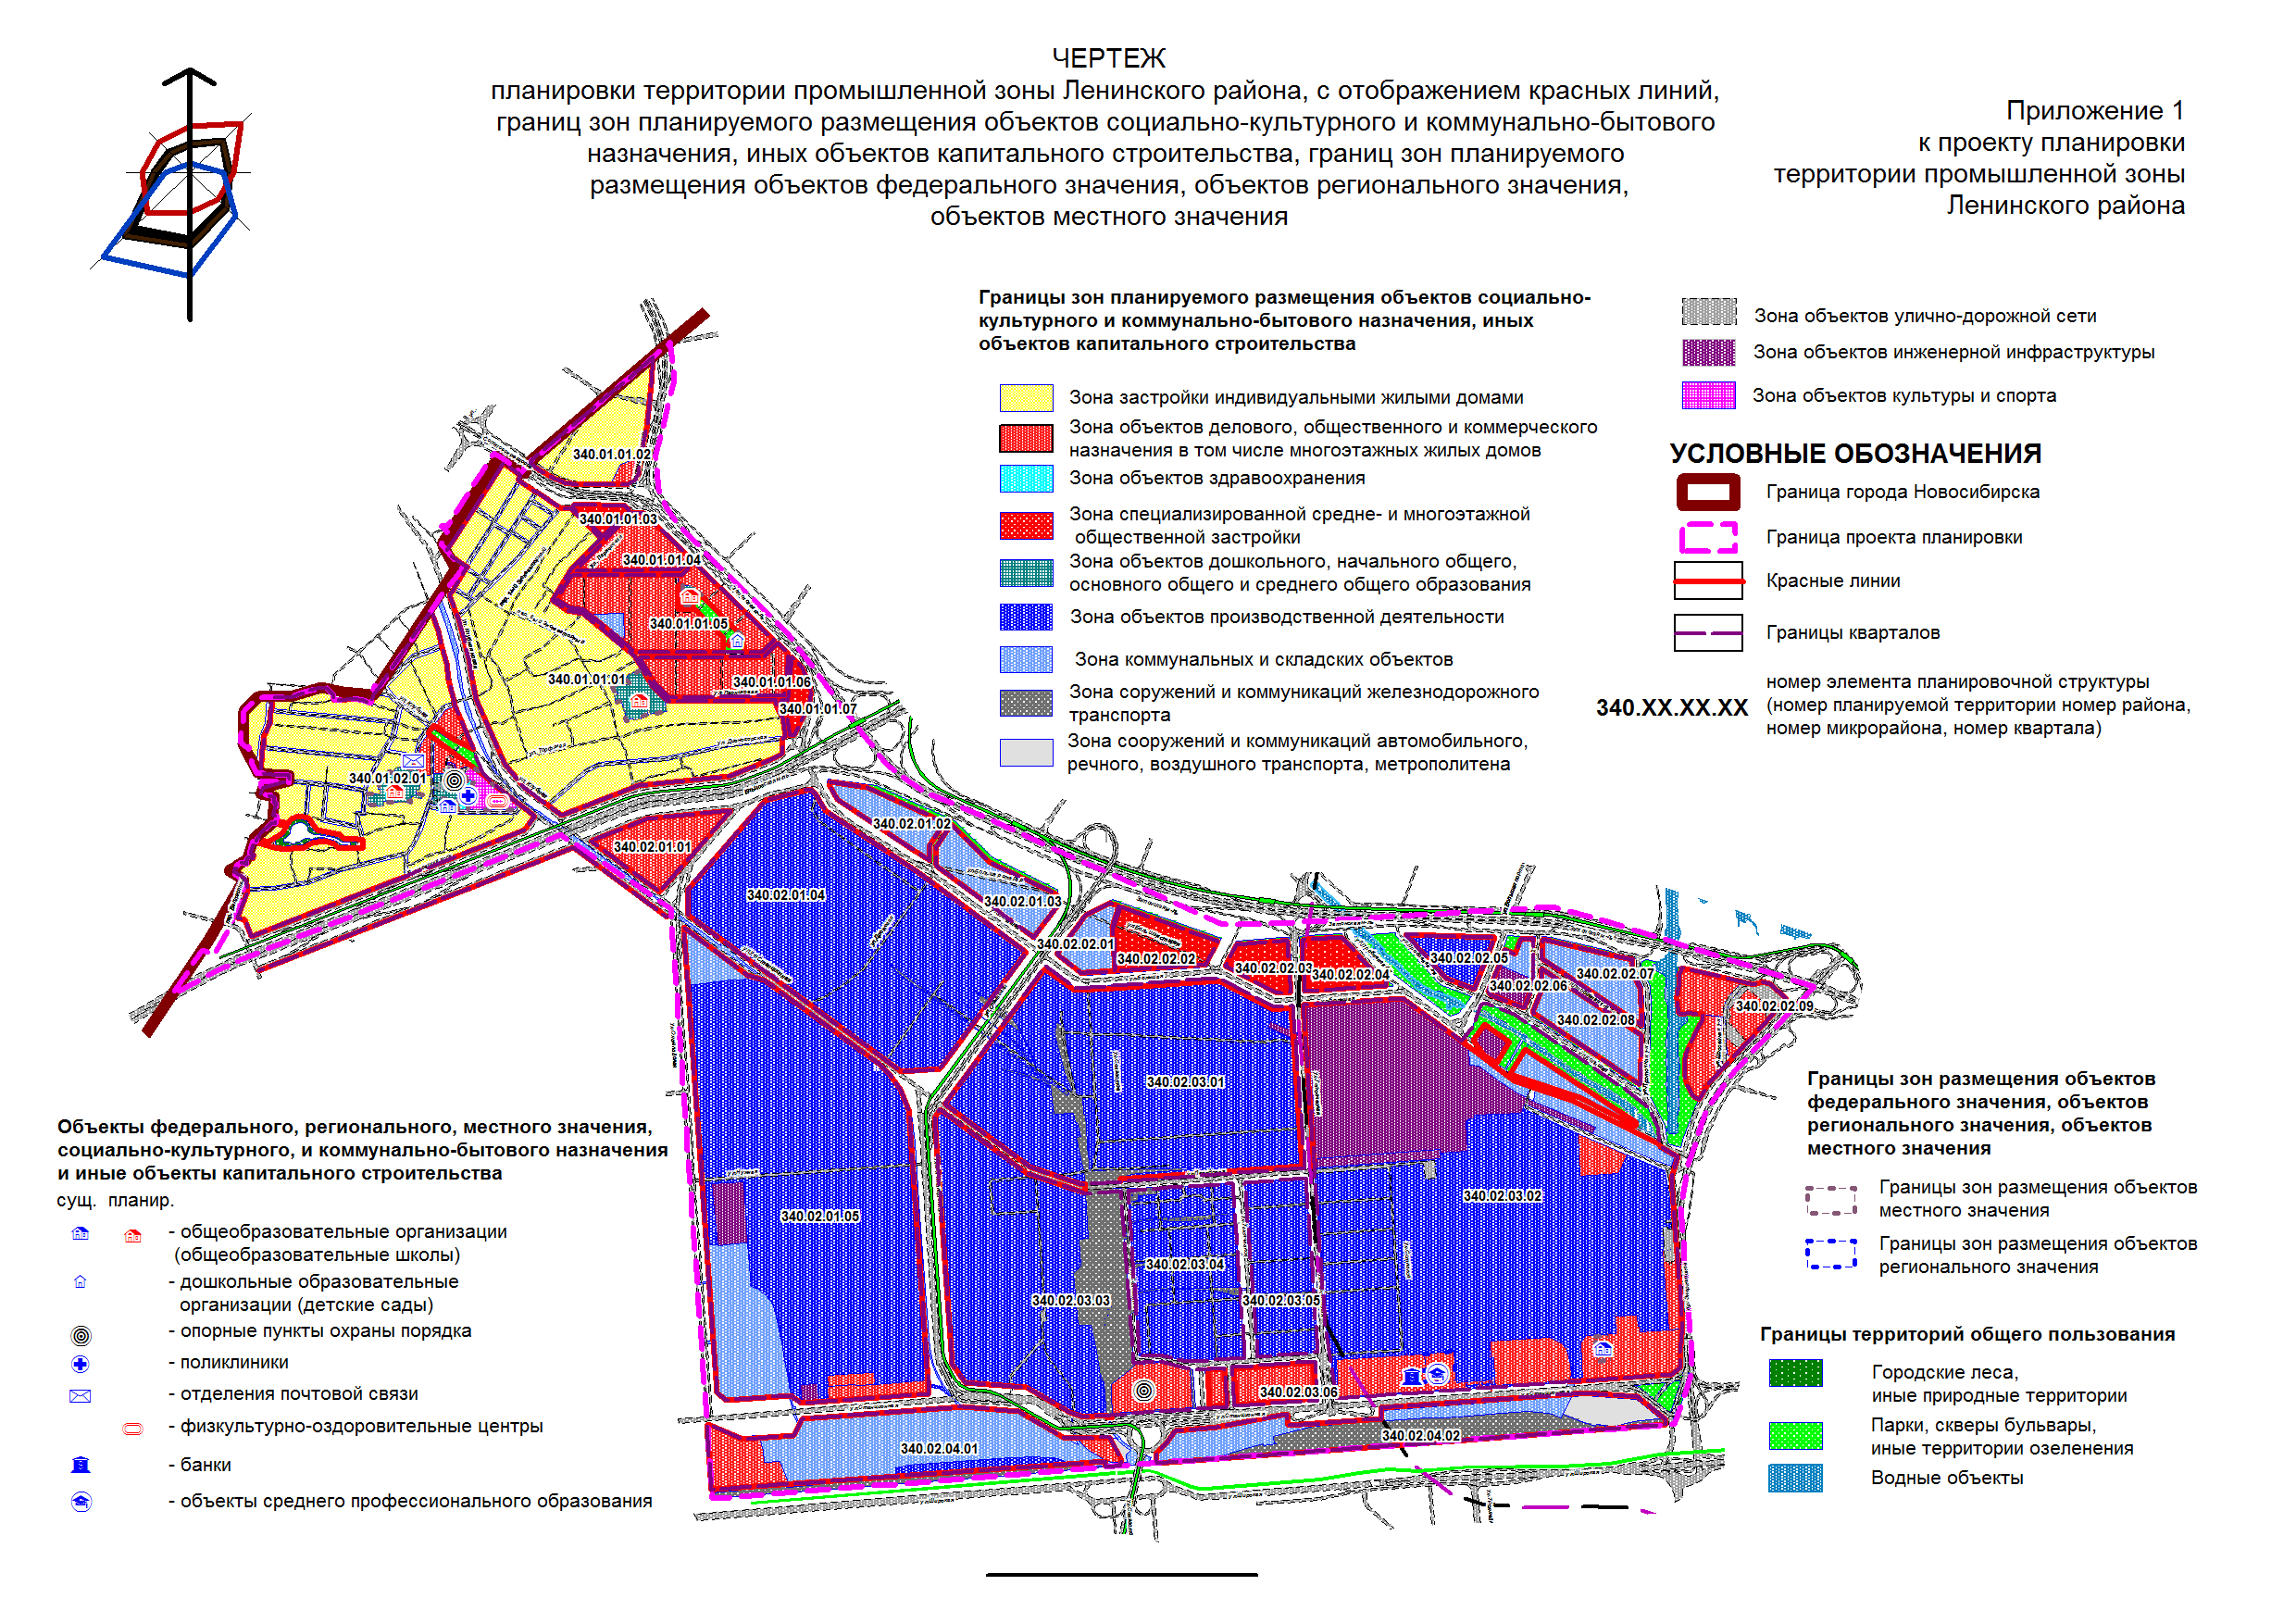 ЧЕРТЕЖ
планировки территории промышленной зоны Ленинского района, с отображением красных линий,
границ зон планируемого размещения объектов социально-культурного и коммунально-бытового
назначения, иных объектов капитального строительства, границ зон планируемого
размещения объектов федерального значения, объектов регионального значения,
объектов местного значения
Приложение 1
к проекту планировки
территории промышленной зоны
Ленинского района
Границы зон планируемого размещения объектов социально-
культурного и коммунально-бытового назначения, иных
объектов капитального строительства
Зона застройки индивидуальными жилыми домами
Зона объектов делового, общественного и коммерческого
назначения в том числе многоэтажных жилых домов
Зона объектов здравоохранения
Зона специализированной средне- и многоэтажной
общественной застройки
Зона объектов дошкольного, начального общего,
основного общего и среднего общего образования
Зона объектов производственной деятельности
Зона коммунальных и складских объектов
Зона соружений и коммуникаций железнодорожного
транспорта
Зона сооружений и коммуникаций автомобильного,
речного, воздушного транспорта, метрополитена
Зона объектов улично-дорожной сети
Зона объектов инженерной инфраструктуры
Зона объектов культуры и спорта
УСЛОВНЫЕ ОБОЗНАЧЕНИЯ
Граница города Новосибирска
Граница проекта планировки
Красные линии
Границы кварталов
340.XX.XX.XX
номер элемента планировочной структуры
(номер планируемой территории номер района,
номер микрорайона, номер квартала)
340.01.01.02
340.01.01.03
340.01.01.04
340.01.01.05
340.01.01.01
340.01.01.06
340.01.01.07
340.01.02.01
340.02.01.02
340.02.01.01
340.02.01.04
340.02.01.03
340.02.02.01
340.02.02.02
340.02.02.03
340.02.02.04
340.02.02.05
340.02.02.06
340.02.02.07
340.02.02.08
340.02.02.09
340.02.03.01
340.02.03.02
340.02.01.05
340.02.03.04
340.02.03.03
340.02.03.05
340.02.03.06
340.02.04.01
340.02.04.02
Границы зон размещения объектов
федерального значения, объектов
регионального значения, объектов
местного значения
Границы зон размещения объектов
местного значения
Границы зон размещения объектов
регионального значения
Границы территорий общего пользования
Городские леса,
иные природные территории
Парки, скверы бульвары,
иные территории озеленения
Водные объекты
Объекты федерального, регионального, местного значения,
социально-культурного, и коммунально-бытового назначения
и иные объекты капитального строительства
сущ. планир.
- общеобразовательные организации
(общеобразовательные школы)
- дошкольные образовательные
организации (детские сады)
- опорные пункты охраны порядка
- поликлиники
- отделения почтовой связи
- физкультурно-оздоровительные центры
- банки
- объекты среднего профессионального образования